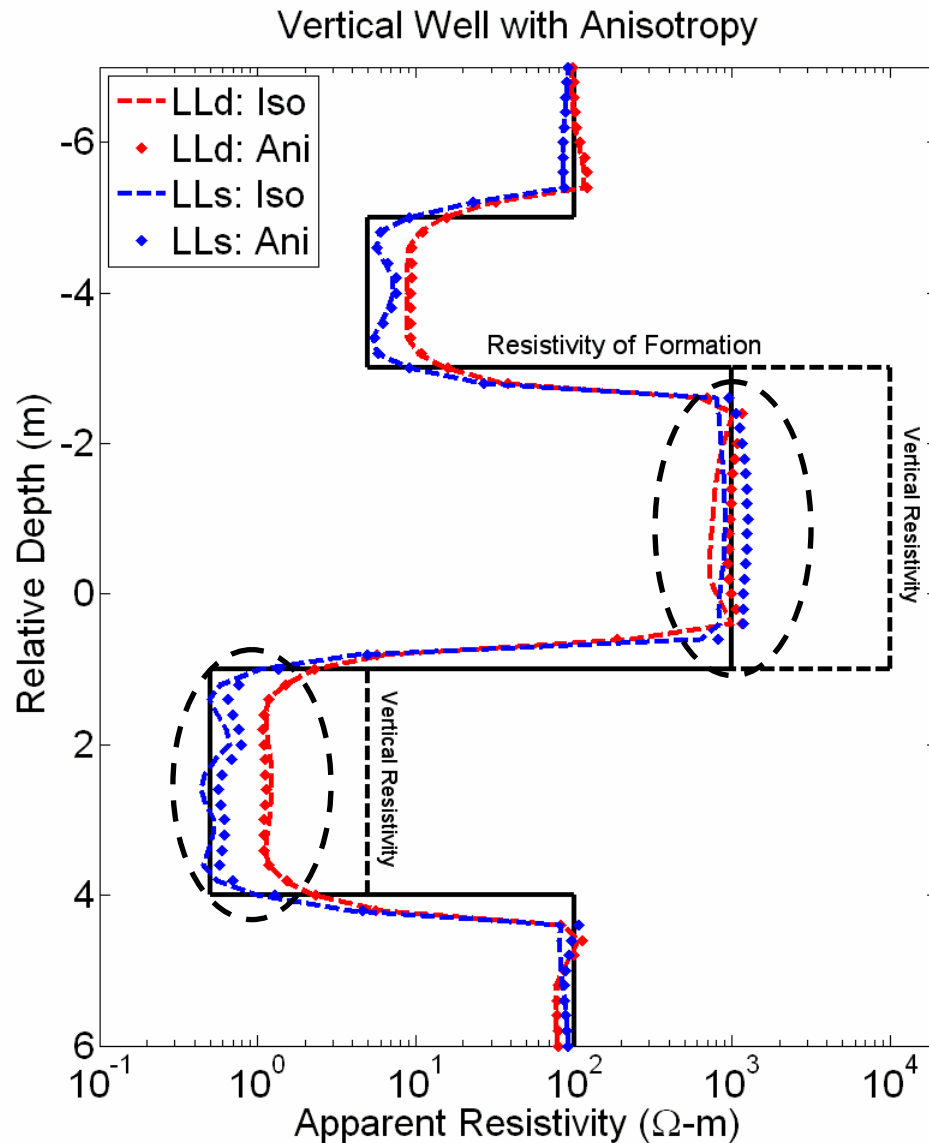 Vertical Well with Anisotropy
LLd: Iso
LLd: Ani
LLs: Iso
LLs: Ani
Resistivity of Formation
Vertical Resistivity
Vertical Resistivity
Relative Depth (m)
-6
-4
-2
0
2
4
6
10^-1 10^0 10^1 10^2 10^3 10^4
Apparent Resistivity (Ω-m)